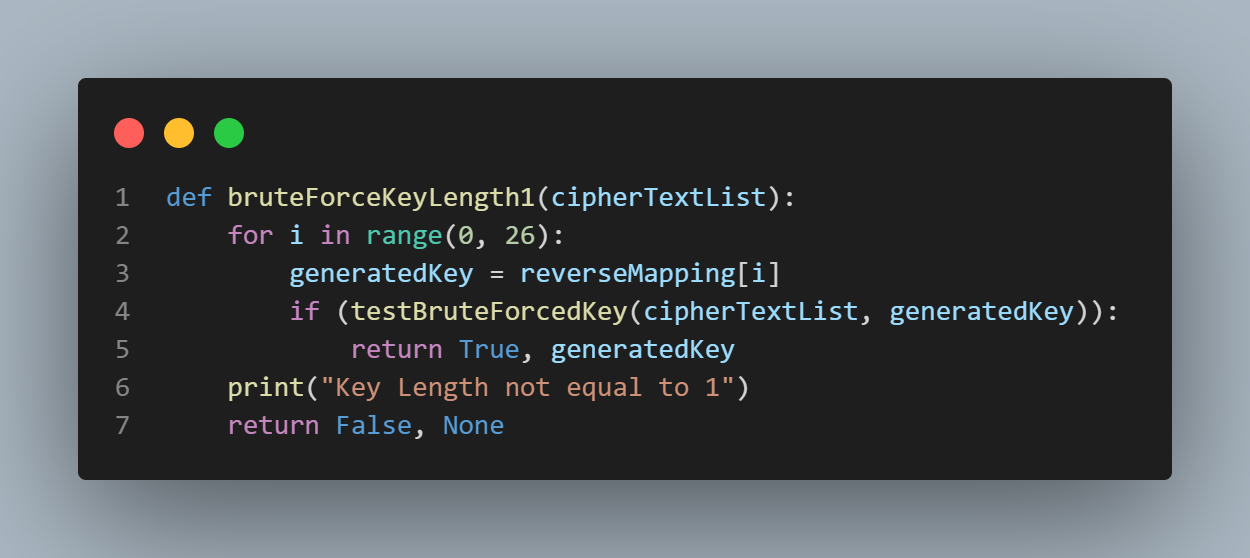 1 def bruteForceKeyLength1(cipherTextList):
2     for i in range(0, 26):
3         generatedKey = reverseMapping[i]
4         if (testBruteForcedKey(cipherTextList, generatedKey)):
5             return True, generatedKey
6     print("Key Length not equal to 1")
7     return False, None